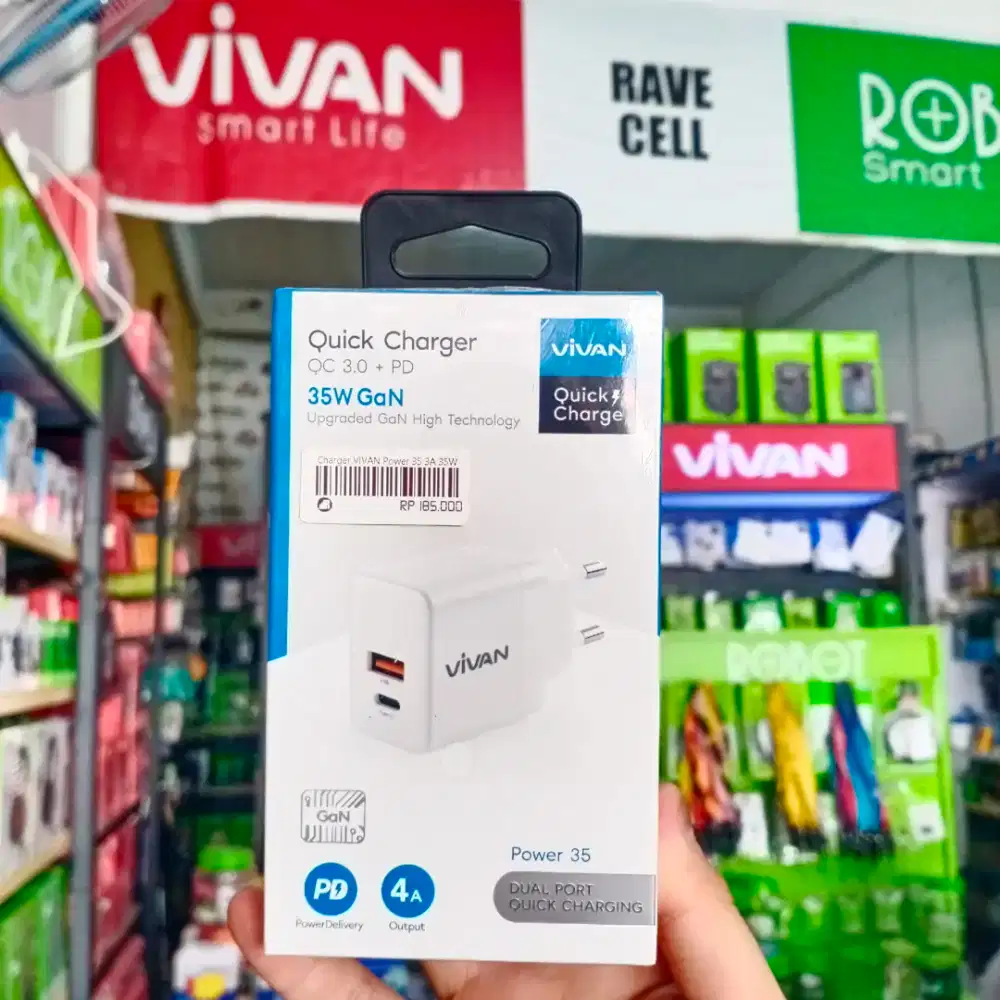 ViVAN
Smart Life
RAVE
CELL
ROB
Smart
Quick Charger
QC 3.0 + PD
35W GaN
Upgraded GaN High Technology
ViVAN
Quick
Charge
Charger VIVAN Power 35 3A 35W
RP 185.000
ViVAN
ViVAN
GaN
PD
PowerDelivery
4A
Output
Power 35
DUAL PORT
QUICK CHARGING
ROBOT